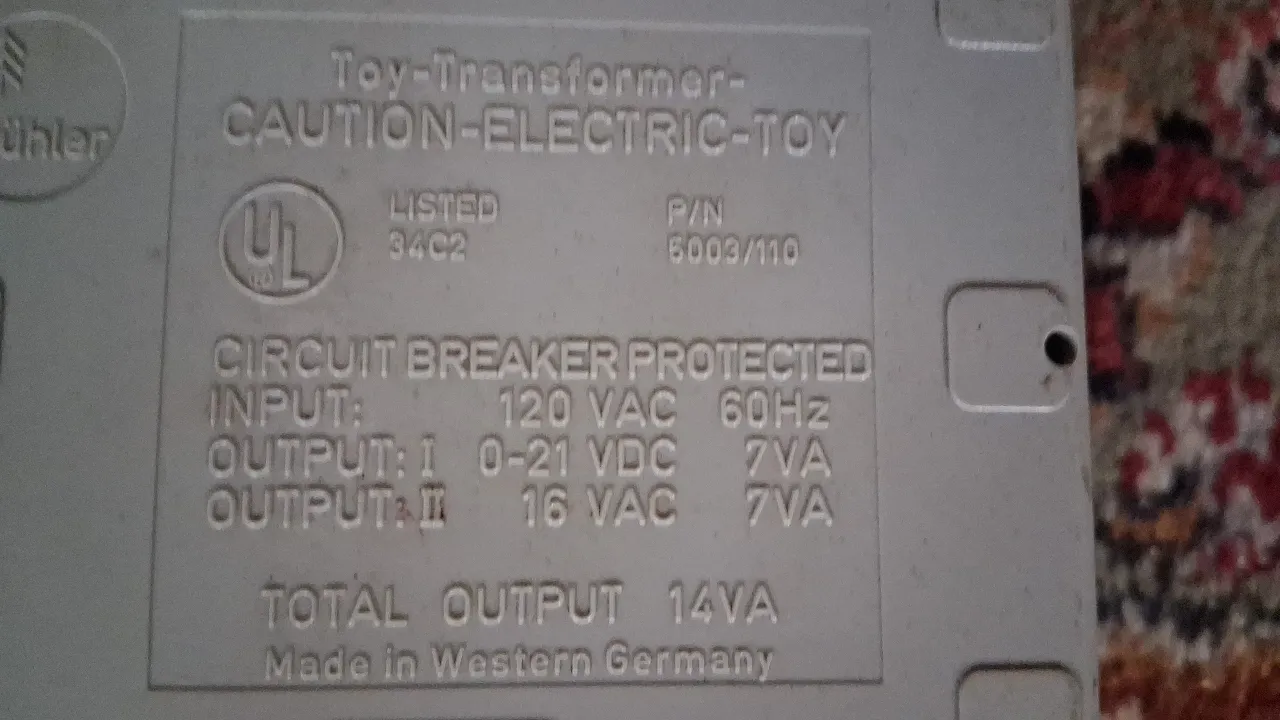 Toy-Transformer-
CAUTION-ELECTRIC-TOY
ühler
UL
LISTED P/N
34C2 6003/110
CIRCUIT BREAKER PROTECTED
INPUT: 120 VAC 60Hz
OUTPUT: I 0-21 VDC 7VA
OUTPUT: II 16 VAC 7VA
TOTAL OUTPUT 14VA
Made in Western Germany